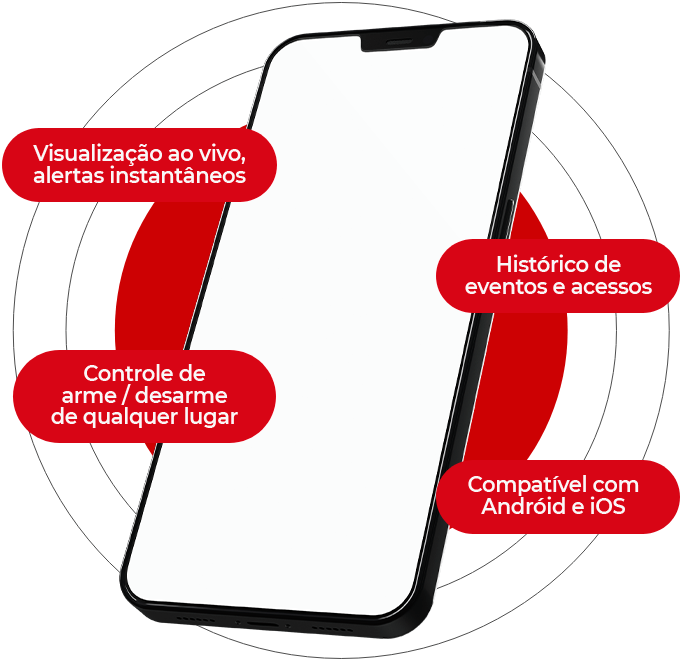 Visualização ao vivo,
alertas instantâneos
Histórico de
eventos e acessos
Controle de
arme / desarme
de qualquer lugar
Compatível com
Andróid e iOS